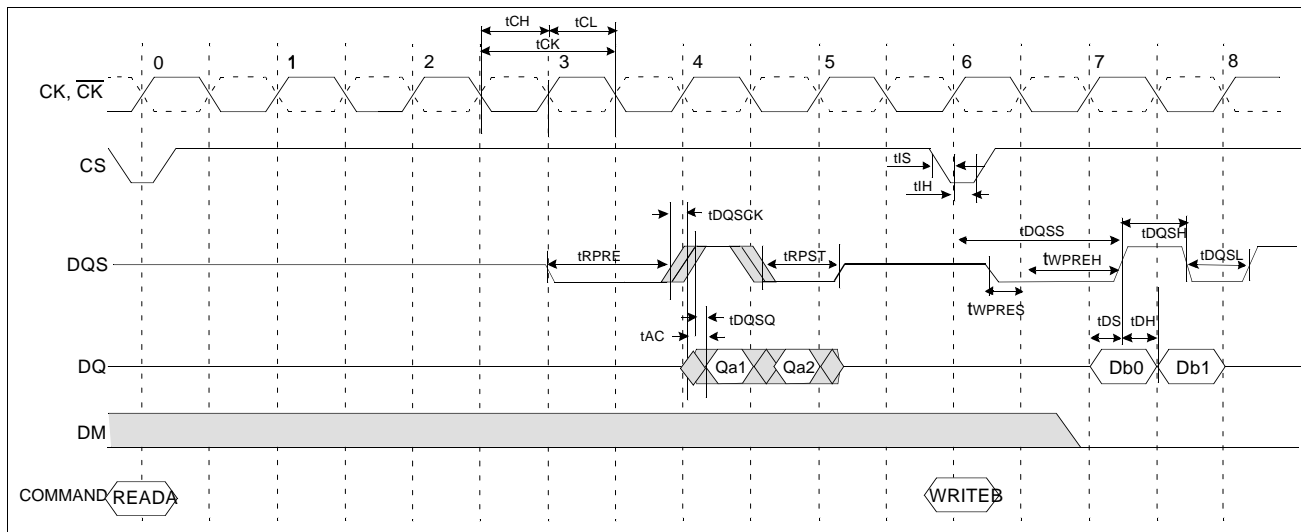 tCH tCL
tCK
0 1 2 3 4 5 6 7 8
CK, CK
CS
tIS
tIH
tDQSCK
tDQSS
tDQSH
DQS
tRPRE
tRPST
tWPREH
tDQSL
tWPRES
tDQSQ
tAC
tDS tDH
DQ
Qa1 Qa2
Db0 Db1
DM
COMMAND
READA
WRITEB